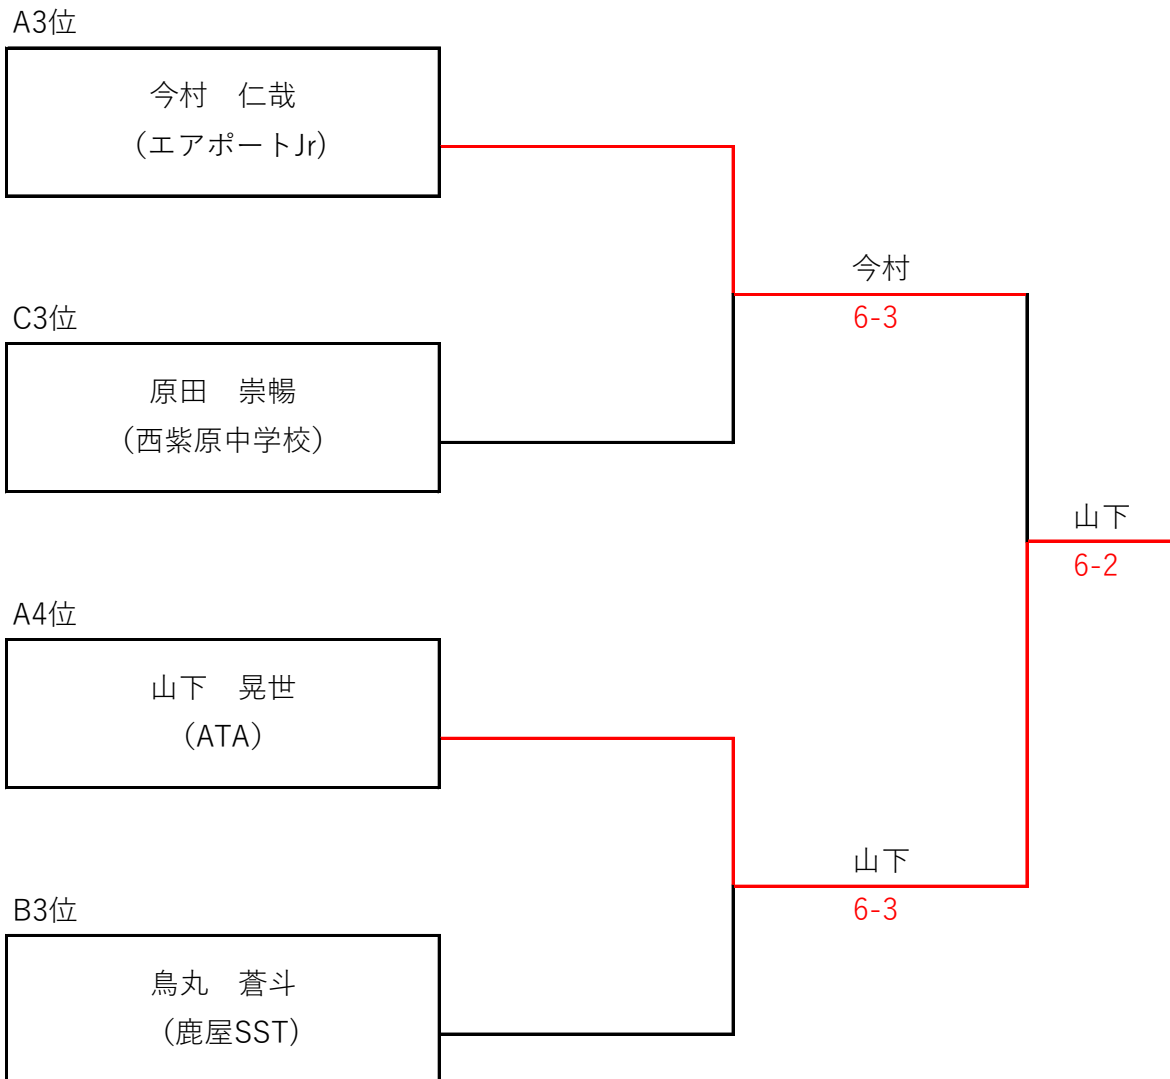 A3位
今村　仁哉
（エアポートJr）
今村
6-3
C3位
原田　崇暢
（西紫原中学校）
山下
6-2
A4位
山下　晃世
（ATA）
山下
6-3
B3位
鳥丸　蒼斗
（鹿屋SST）